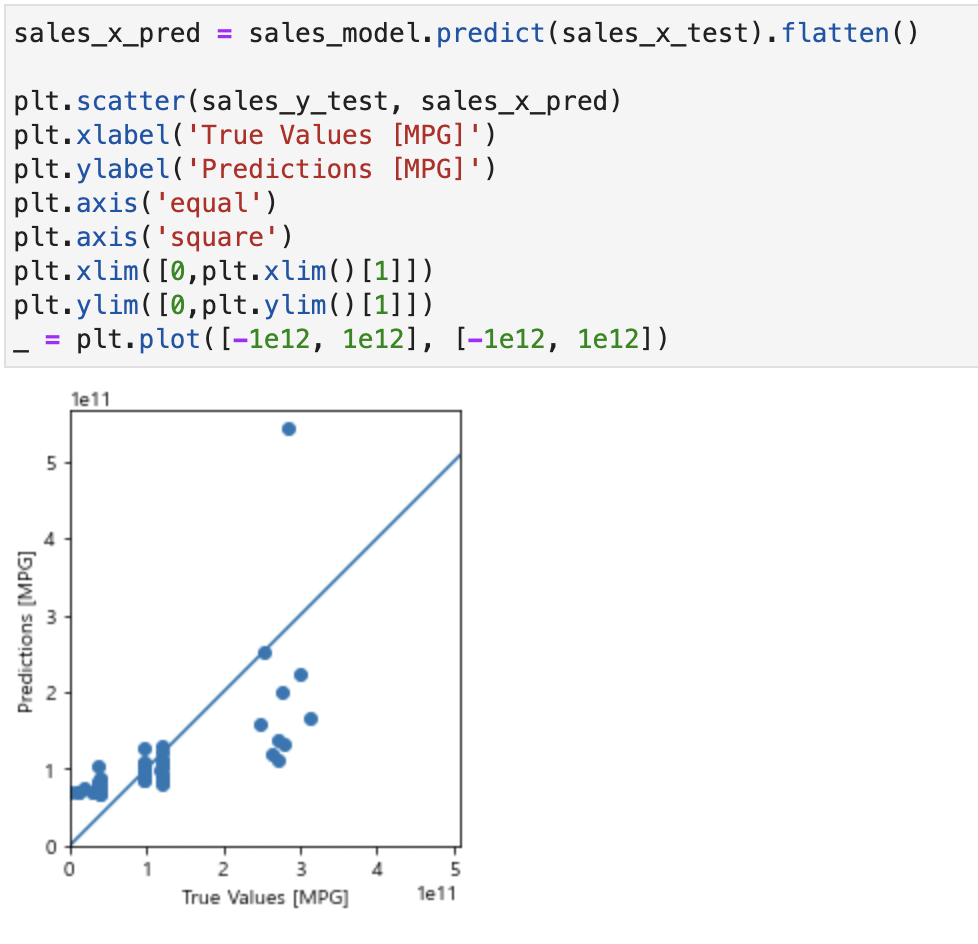 sales_x_pred = sales_model.predict(sales_x_test).flatten()
plt.scatter(sales_y_test, sales_x_pred)
plt.xlabel('True Values [MPG]')
plt.ylabel('Predictions [MPG]')
plt.axis('equal')
plt.axis('square')
plt.xlim([0,plt.xlim()[1]])
plt.ylim([0,plt.ylim()[1]])
_ = plt.plot([-1e12, 1e12], [-1e12, 1e12])
1e11
5
4
3
2
1
0
Predictions [MPG]
0 1 2 3 4 5
True Values [MPG]
1e11